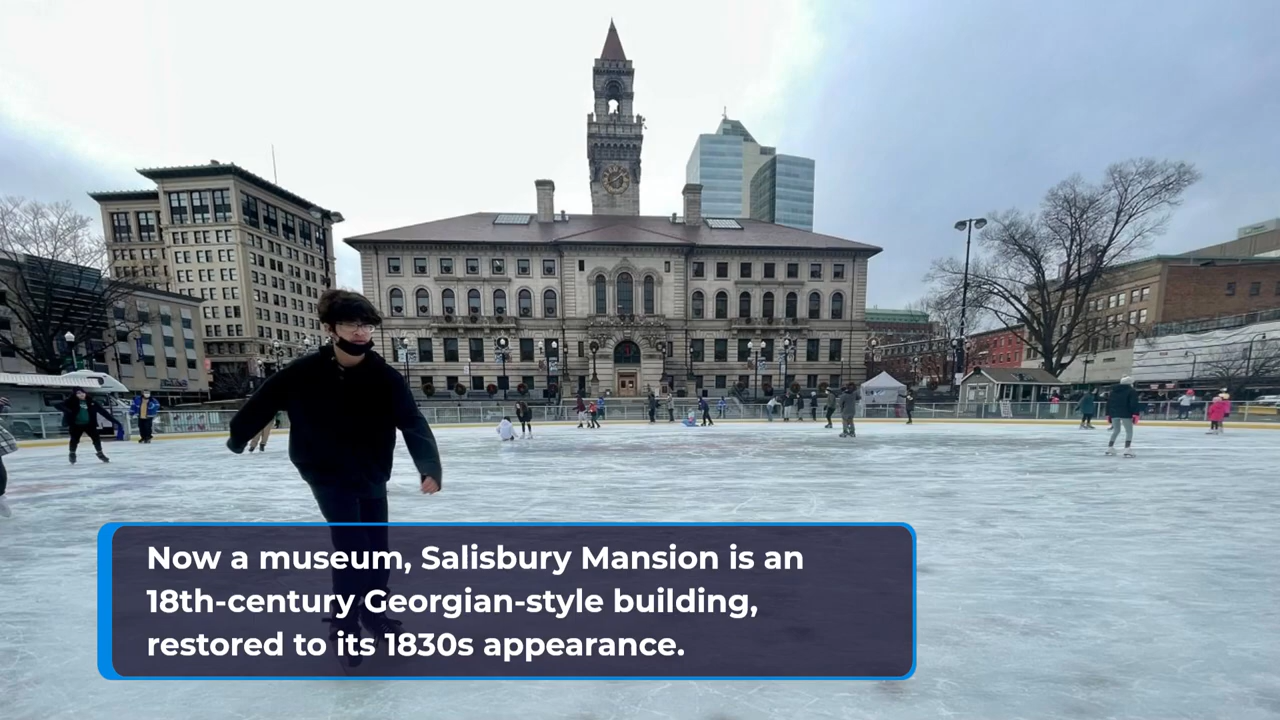 Now a museum, Salisbury Mansion is an
18th-century Georgian-style building,
restored to its 1830s appearance.